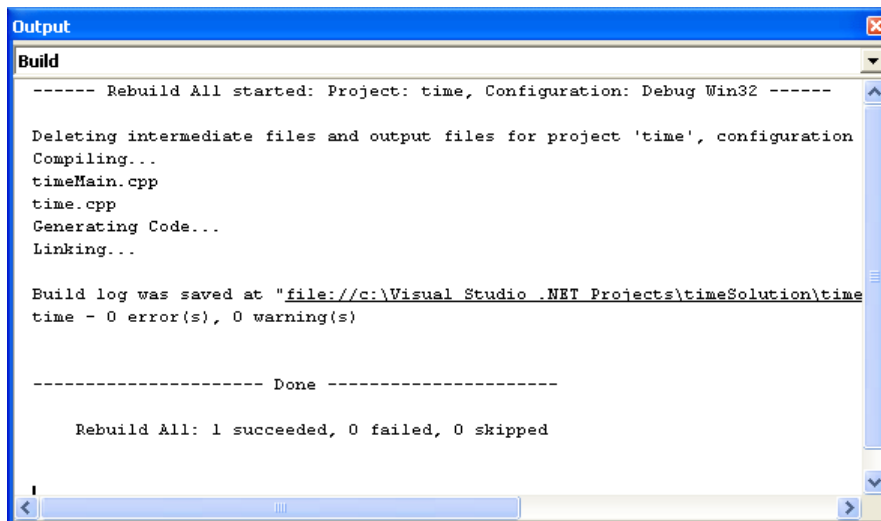 Output
Build
------ Rebuild All started: Project: time, Configuration: Debug Win32 ------
Deleting intermediate files and output files for project 'time', configuration
Compiling...
timeMain.cpp
time.cpp
Generating Code...
Linking...
Build log was saved at "file://c:\Visual Studio .NET Projects\timeSolution\time
time - 0 error(s), 0 warning(s)
---------------------- Done ----------------------
Rebuild All: 1 succeeded, 0 failed, 0 skipped